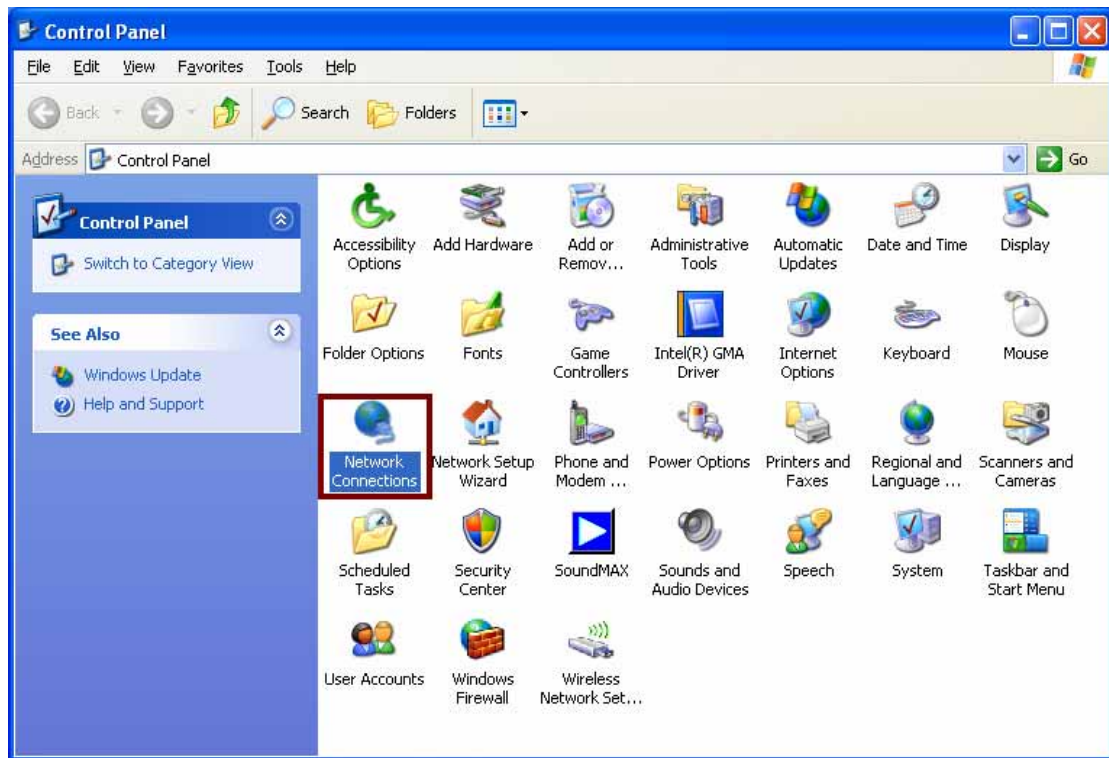 Control Panel
File Edit View Favorites Tools Help
Back Search Folders
Address Control Panel Go
Control Panel
Switch to Category View
See Also
Windows Update
Help and Support
Accessibility Options
Add Hardware
Add or Remov...
Administrative Tools
Automatic Updates
Date and Time
Display
Folder Options
Fonts
Game Controllers
Intel(R) GMA Driver
Internet Options
Keyboard
Mouse
Network Connections
Network Setup Wizard
Phone and Modem ...
Power Options
Printers and Faxes
Regional and Language ...
Scanners and Cameras
Scheduled Tasks
Security Center
SoundMAX
Sounds and Audio Devices
Speech
System
Taskbar and Start Menu
User Accounts
Windows Firewall
Wireless Network Set...